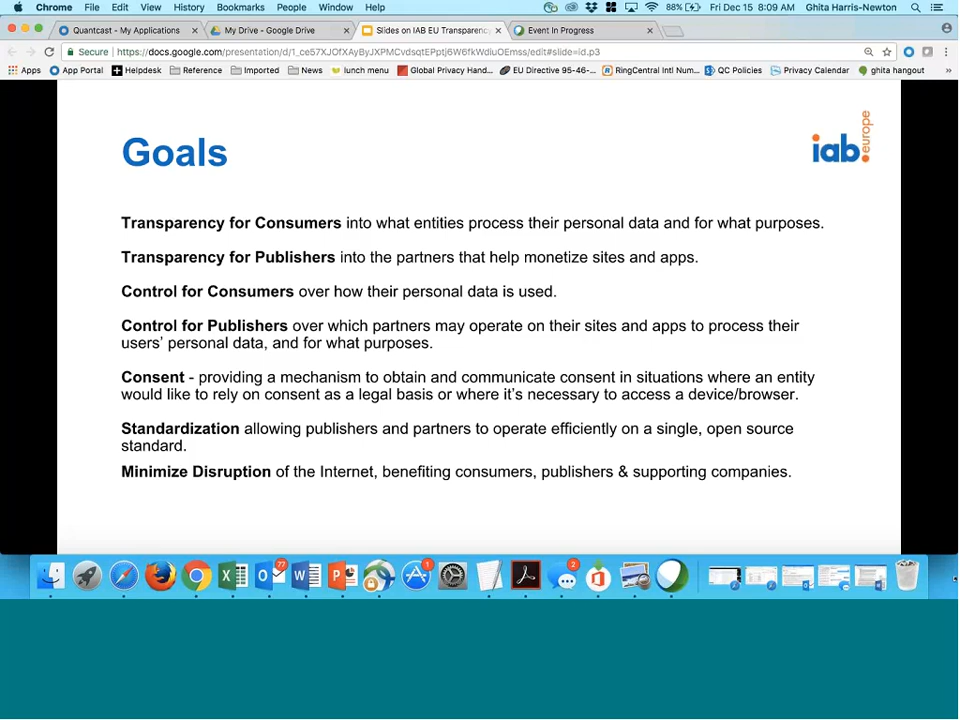 Chrome File Edit View History Bookmarks People Window Help 88% Fri Dec 15 8:09 AM Ghita Harris-Newton
Quantcast - My Applications My Drive - Google Drive Slides on IAB EU Transparency Event In Progress
Secure https://docs.google.com/presentation/d/1_ce57XJOfXAyByJXPMCvdsqtEPptj6W6fkWdiuOEmss/edit#slide=id.p3
Apps App Portal Helpdesk Reference Imported News lunch menu Global Privacy Hand... EU Directive 95-46-... RingCentral Intl Num... QC Policies Privacy Calendar ghita hangout »
Goals
iab europe
Transparency for Consumers into what entities process their personal data and for what purposes.
Transparency for Publishers into the partners that help monetize sites and apps.
Control for Consumers over how their personal data is used.
Control for Publishers over which partners may operate on their sites and apps to process their
users' personal data, and for what purposes.
Consent - providing a mechanism to obtain and communicate consent in situations where an entity
would like to rely on consent as a legal basis or where it's necessary to access a device/browser.
Standardization allowing publishers and partners to operate efficiently on a single, open source
standard.
Minimize Disruption of the Internet, benefiting consumers, publishers & supporting companies.
77 1 2